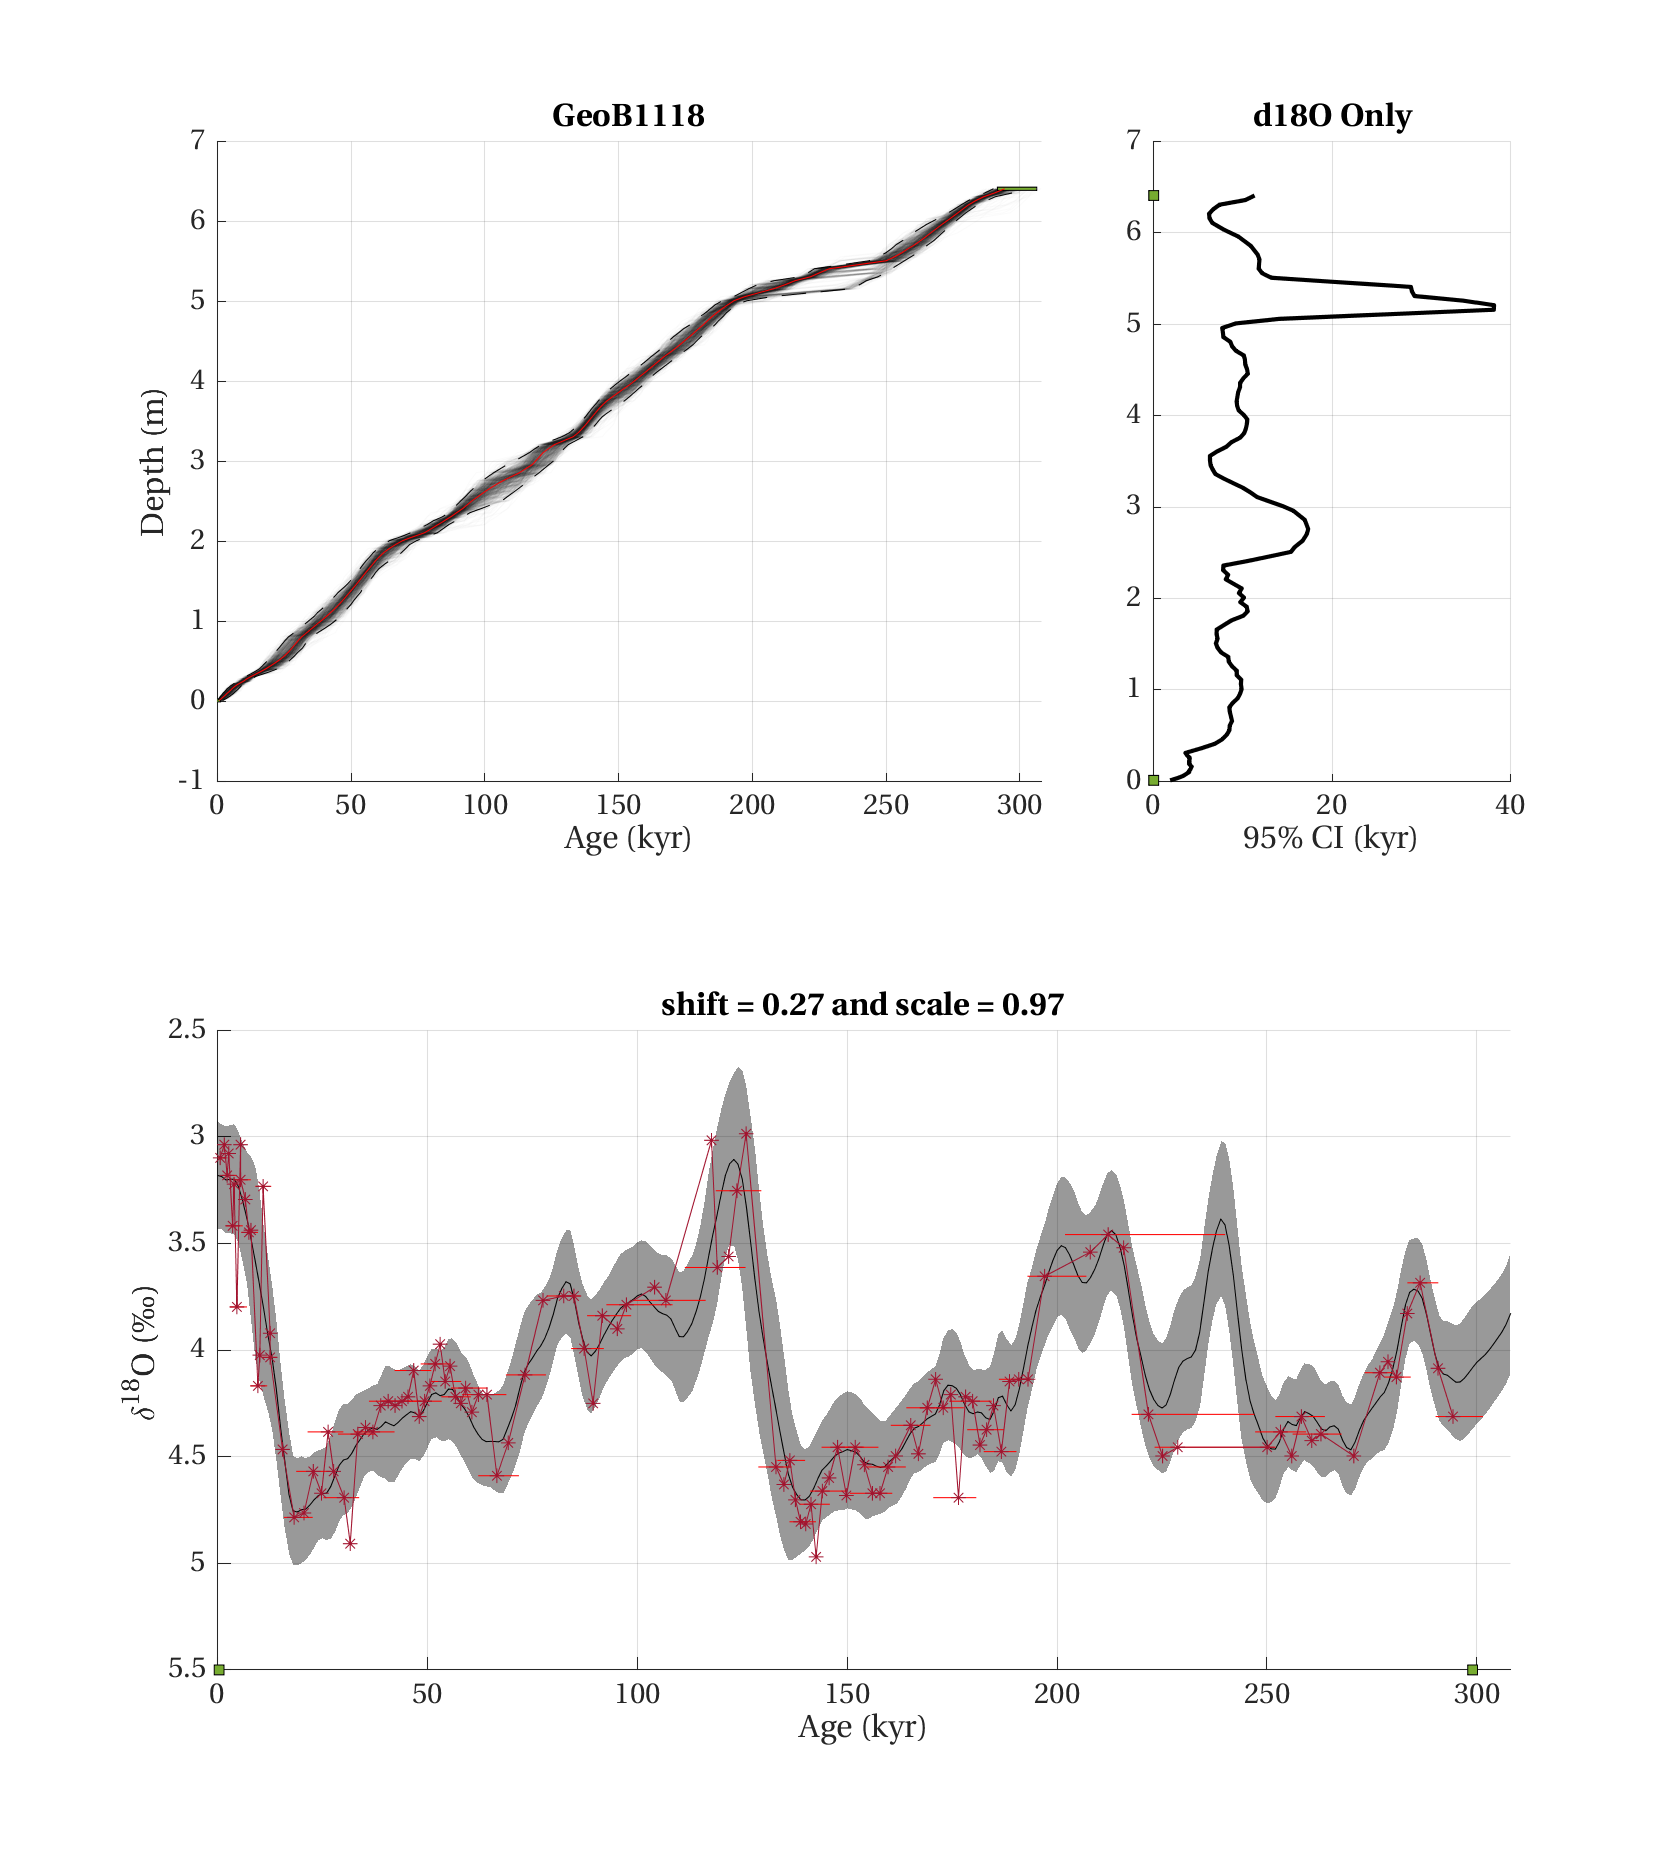 GeoB1118
7
6
5
4
3
2
1
0
-1
Depth (m)
0 50 100 150 200 250 300
Age (kyr)
d18O Only
7
6
5
4
3
2
1
0
0 20 40
95% CI (kyr)
shift = 0.27 and scale = 0.97
2.5
3
3.5
4
4.5
5
5.5
δ18O (‰)
0 50 100 150 200 250 300
Age (kyr)